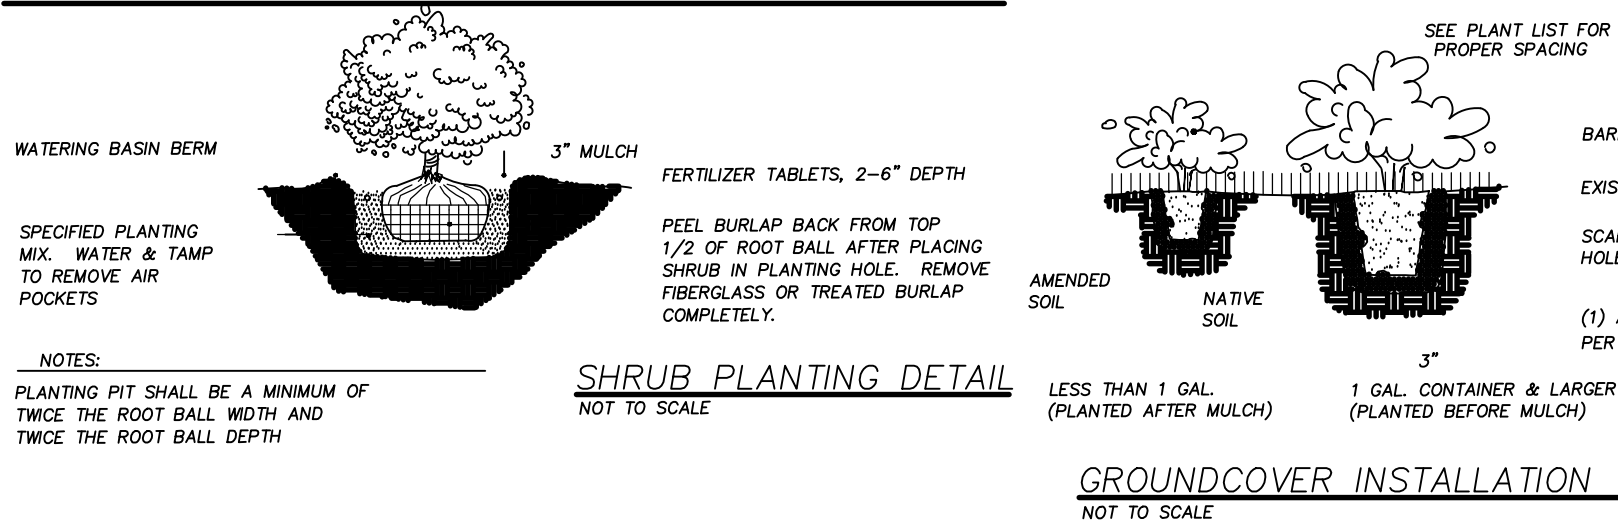 WATERING BASIN BERM
3" MULCH
SPECIFIED PLANTING
MIX. WATER & TAMP
TO REMOVE AIR
POCKETS
FERTILIZER TABLETS, 2-6" DEPTH
PEEL BURLAP BACK FROM TOP
1/2 OF ROOT BALL AFTER PLACING
SHRUB IN PLANTING HOLE. REMOVE
FIBERGLASS OR TREATED BURLAP
COMPLETELY.
NOTES:
PLANTING PIT SHALL BE A MINIMUM OF
TWICE THE ROOT BALL WIDTH AND
TWICE THE ROOT BALL DEPTH
SHRUB PLANTING DETAIL
NOT TO SCALE
SEE PLANT LIST FOR
PROPER SPACING
AMENDED
SOIL
NATIVE
SOIL
(1)
PER
3"
LESS THAN 1 GAL.
(PLANTED AFTER MULCH)
1 GAL. CONTAINER & LARGER
(PLANTED BEFORE MULCH)
GROUNDCOVER INSTALLATION
NOT TO SCALE